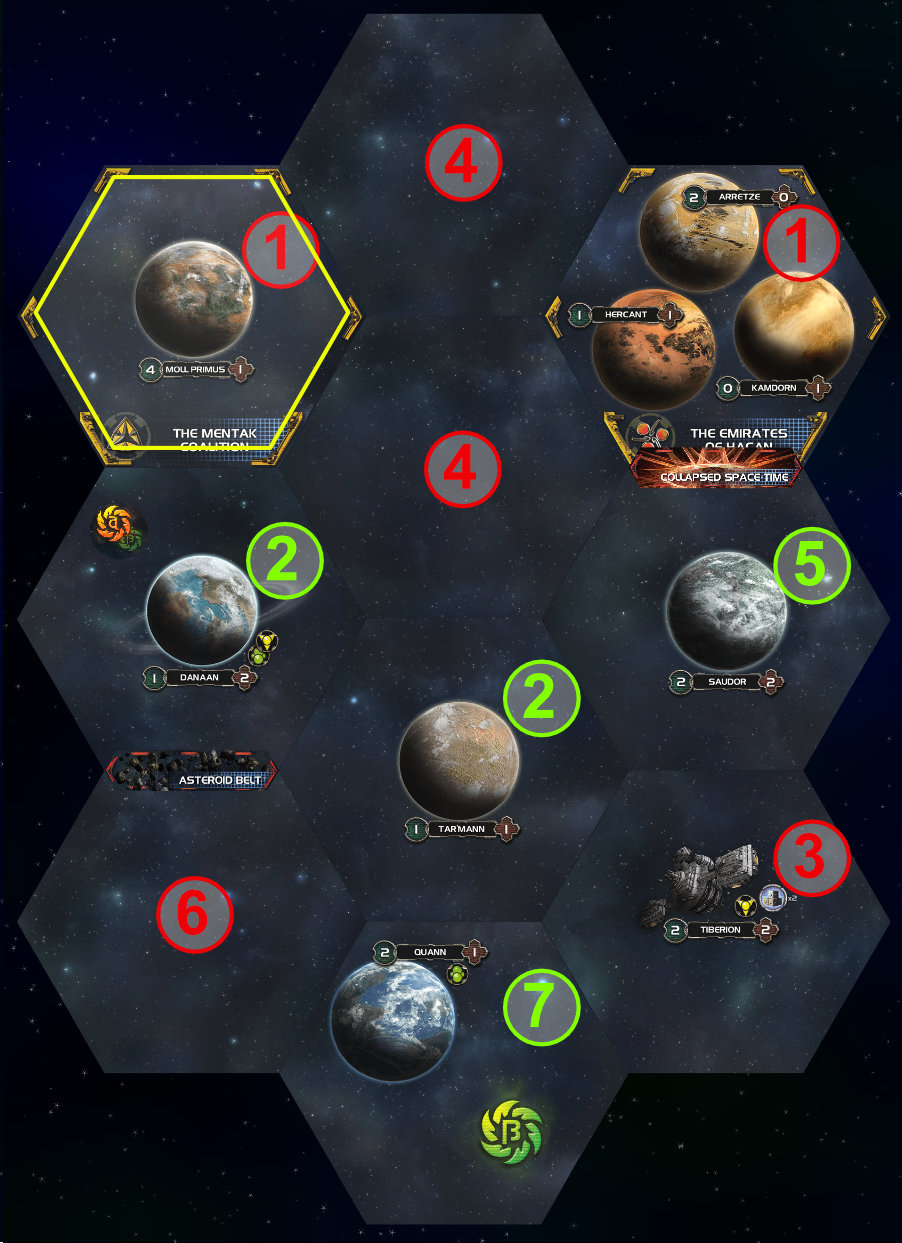 4
1
4 MOLL PRIMUS 1
THE MENTAK
COALITION
2 ARRETZE 0
1
1 HERCANT 1
0 KAMDORN 1
THE EMIRATES
OF HACAN
COLLAPSED SPACE-TIME
4
α
β
2
1 DANAAN 2
5
2 SAUDOR 2
2
1 TAR'MANN 1
ASTEROID BELT
6
3
x2
2 TIBERION 2
2 QUANN 1
7
β